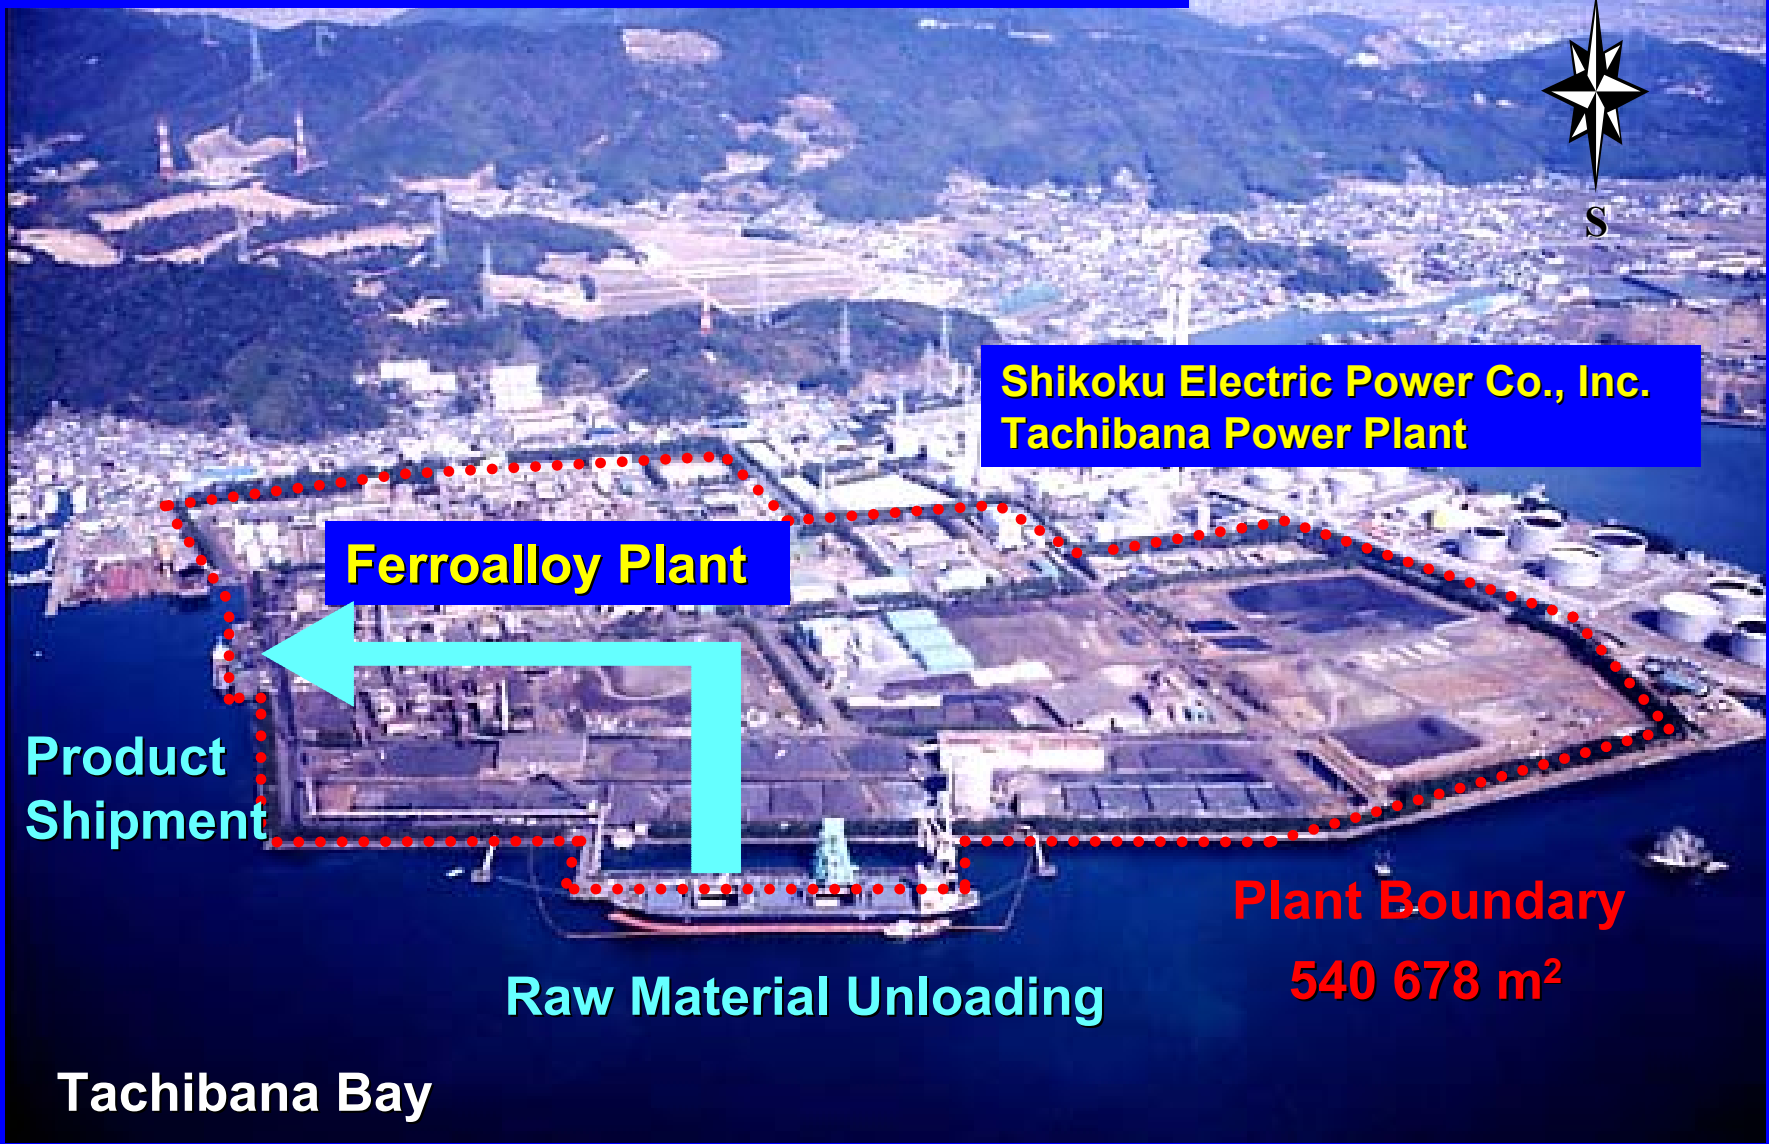 S
Shikoku Electric Power Co., Inc.
Tachibana Power Plant
Ferroalloy Plant
Product
Shipment
Plant Boundary
540 678 m²
Raw Material Unloading
Tachibana Bay